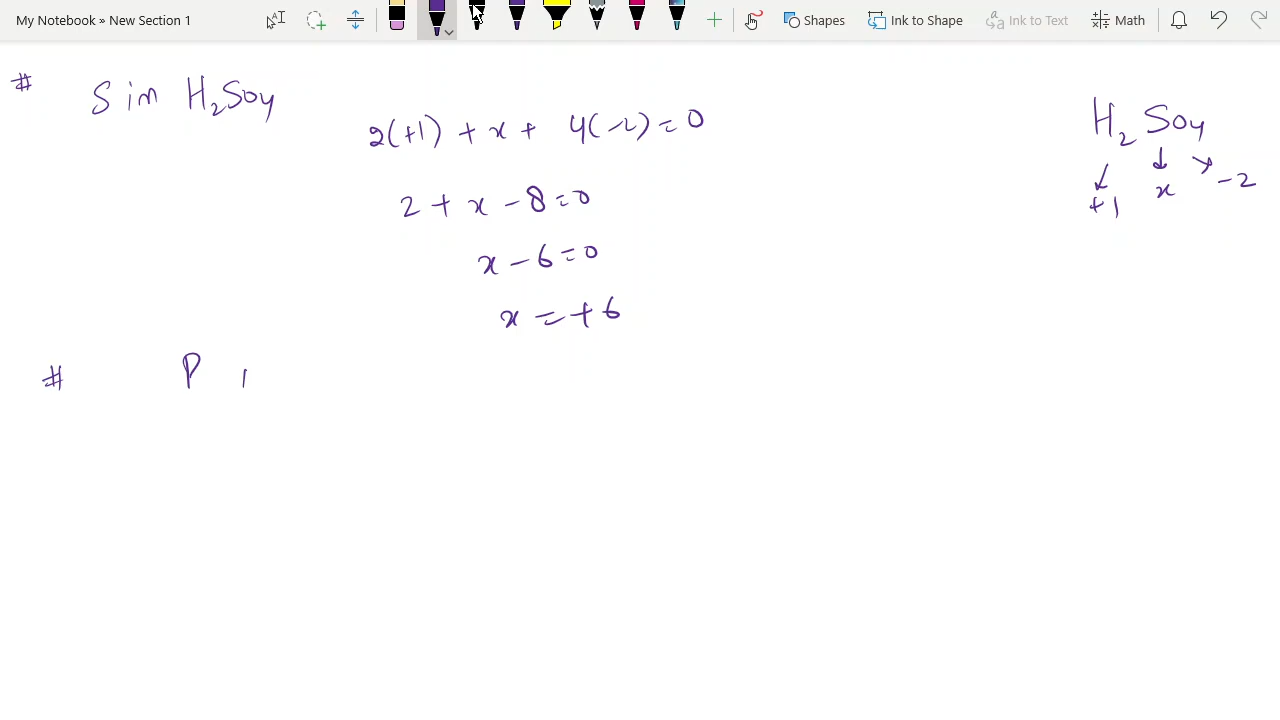 My Notebook » New Section 1
Shapes Ink to Shape Ink to Text Math
# S in H₂SO₄
2(+1) + x + 4(-2) = 0
2 + x - 8 = 0
x - 6 = 0
x = +6
H₂SO₄
+1 x -2
# P I